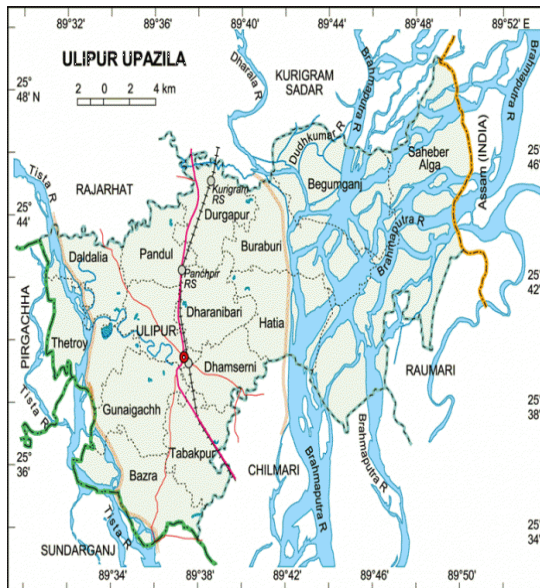 89°36'
89°40'
89°44'
89°48'
89°52' E
ULIPUR UPAZILA
2 0 2 4 km
25°
48' N
Dharala R
KURIGRAM
SADAR
Brahmaputra R
Brahmaputra R
Dudhkumar R
Saheber
Alga
Assam (INDIA)
25°
46'
Tista R
RAJARHAT
Kurigram
RS
Begumganj
25°
44'
Durgapur
Pandul
Buraburi
Brahmaputra R
Daldalia
Panchpir
RS
25°
42'
PIRGACHHA
Dharanibari
ULIPUR
Hatia
Thetroy
Dhamserni
RAUMARI
Tista R
Gunaigachh
25°
38'
25°
36'
Tabakpur
Bazra
CHILMARI
Brahmaputra R
Brahmaputra R
Tista R
SUNDARGANJ
25°
34'
89°34'
89°38'
89°42'
89°46'
89°50'